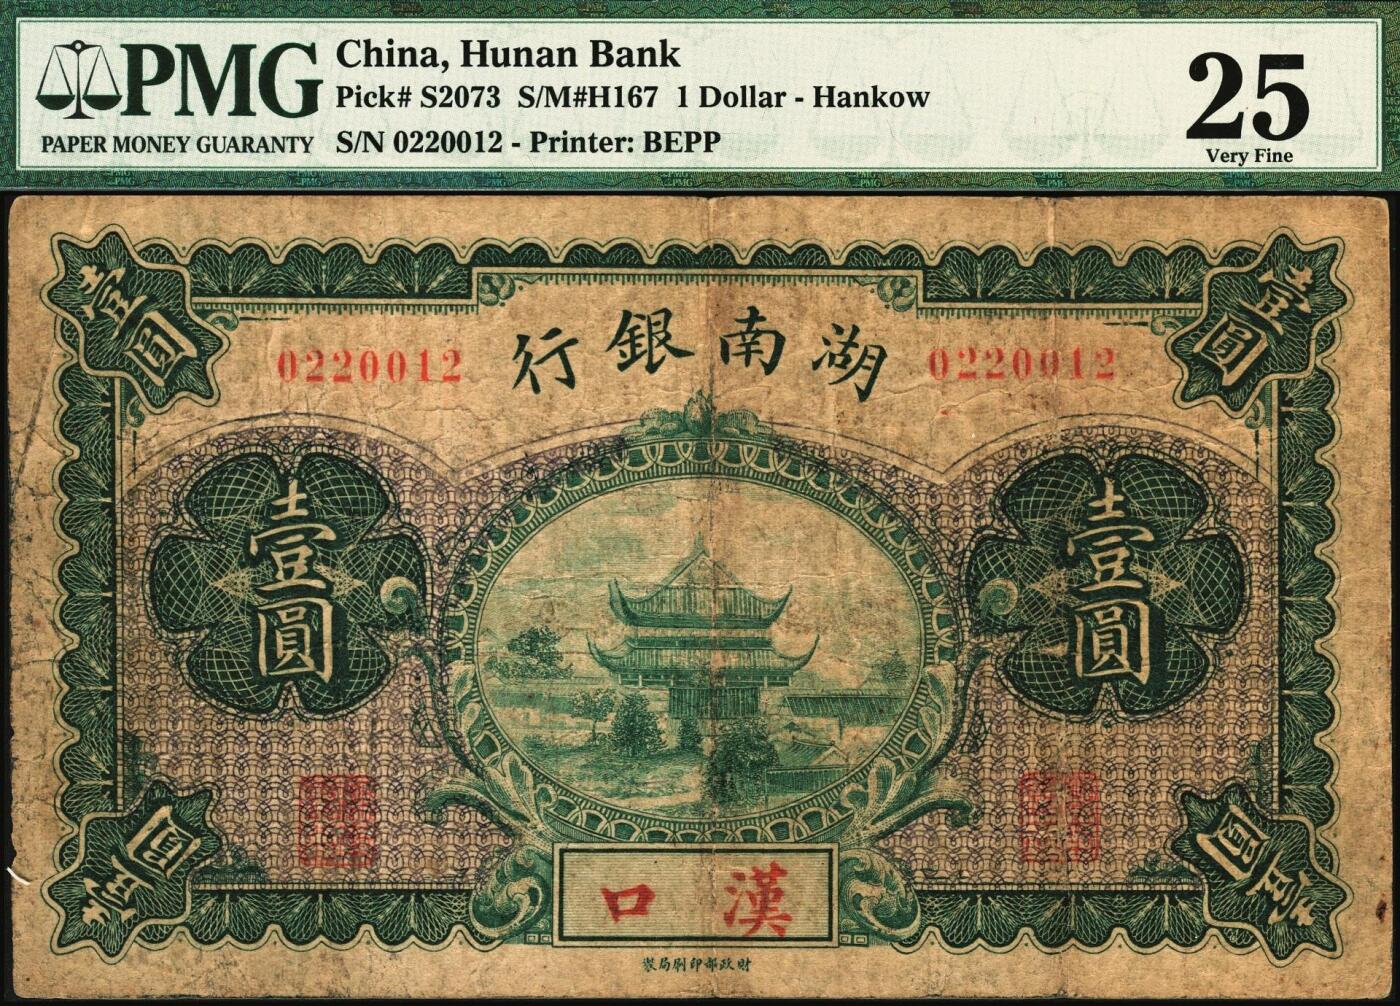 PMG
PAPER MONEY GUARANTY
China, Hunan Bank
Pick# S2073 S/M#H167 1 Dollar - Hankow
S/N 0220012 - Printer: BEPP
25
Very Fine
壹圓
壹圓
湖南銀行
0220012
0220012
壹圓
壹圓
壹圓
壹圓
漢口
財政部印刷局製